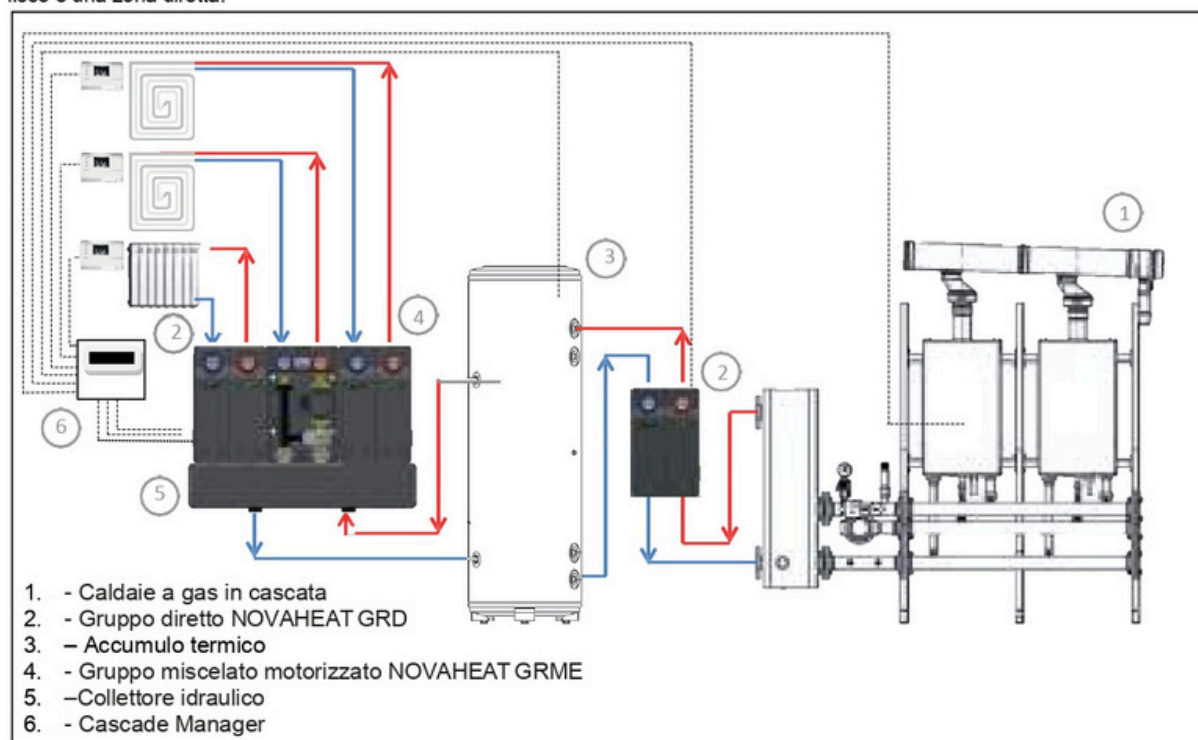 1
3
2
4
2
6
5
1. - Caldaie a gas in cascata
2. - Gruppo diretto NOVAHEAT GRD
3. – Accumulo termico
4. - Gruppo miscelato motorizzato NOVAHEAT GRME
5. –Collettore idraulico
6. - Cascade Manager